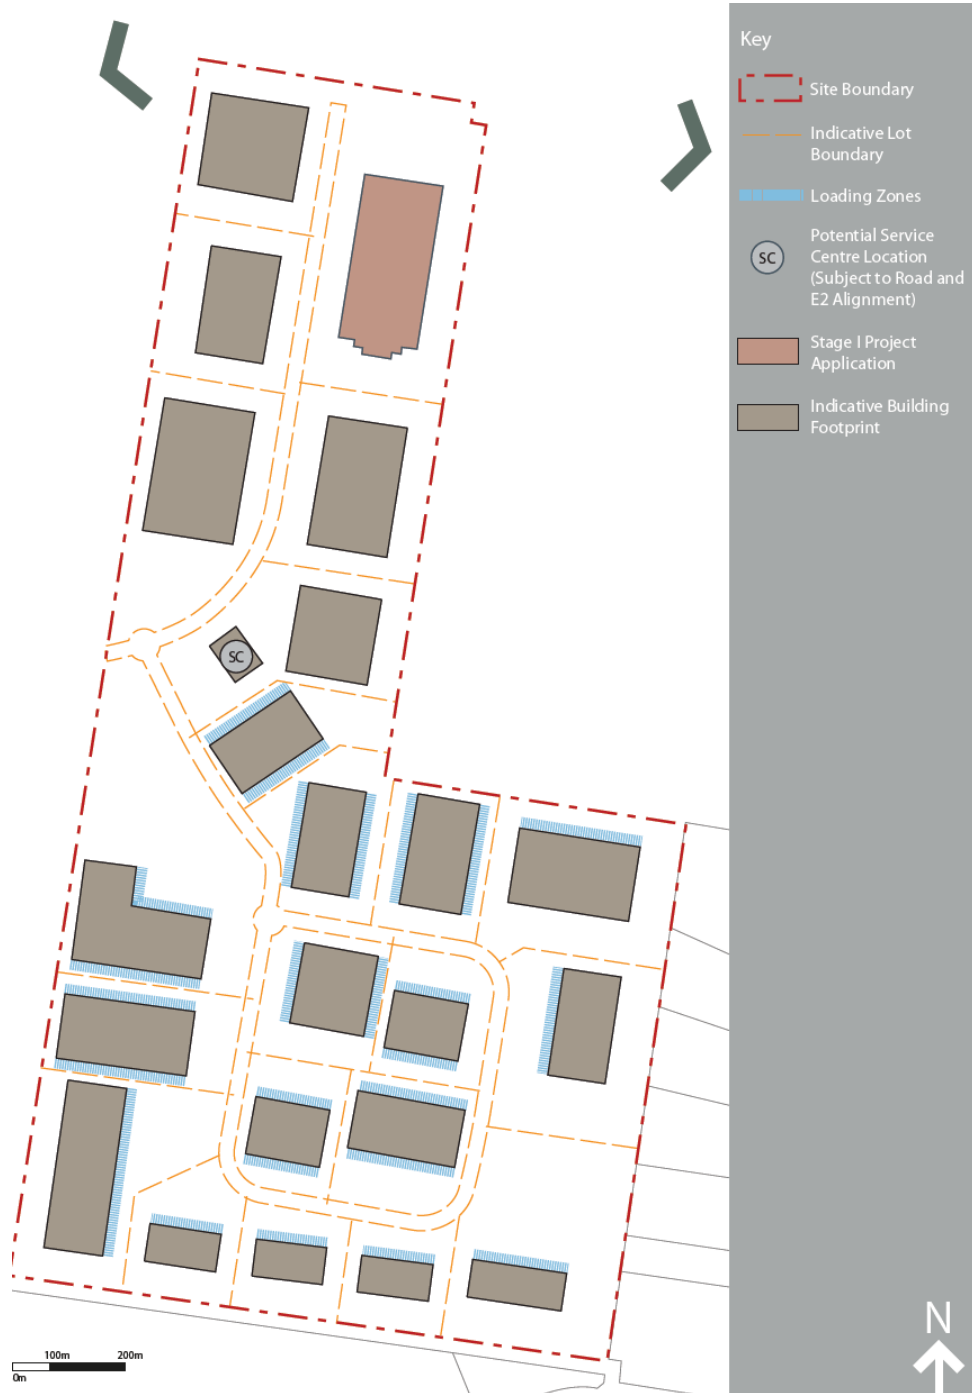 Key
Site Boundary
Indicative Lot
Boundary
Loading Zones
SC
Potential Service
Centre Location
(Subject to Road and
E2 Alignment)
Stage I Project
Application
Indicative Building
Footprint
SC
100m 200m
0m
N